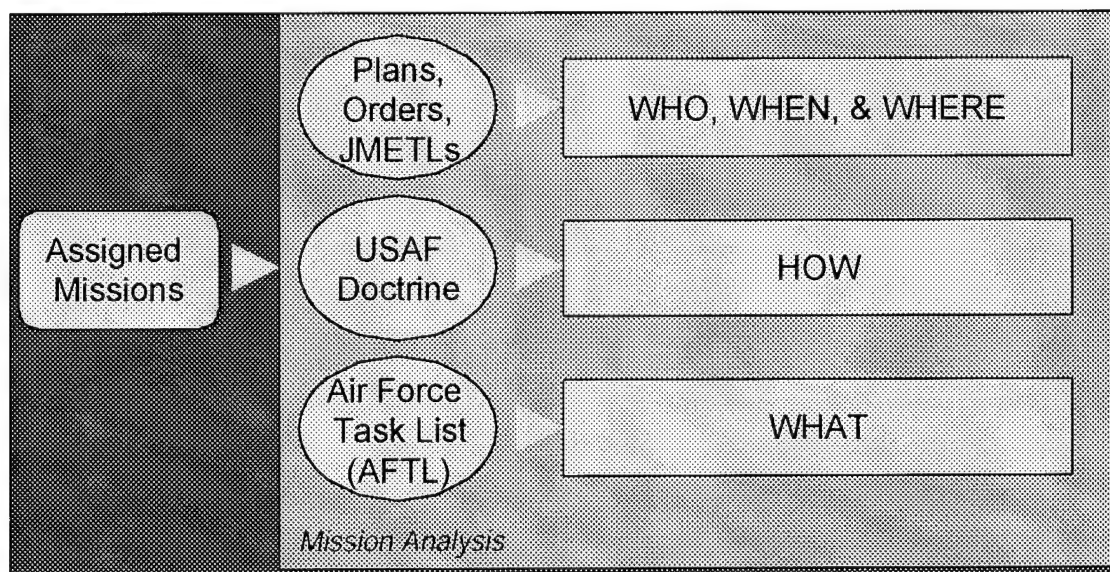 Assigned
Missions
Plans,
Orders,
JMETLs
WHO, WHEN, & WHERE
USAF
Doctrine
HOW
Air Force
Task List
(AFTL)
WHAT
Mission Analysis